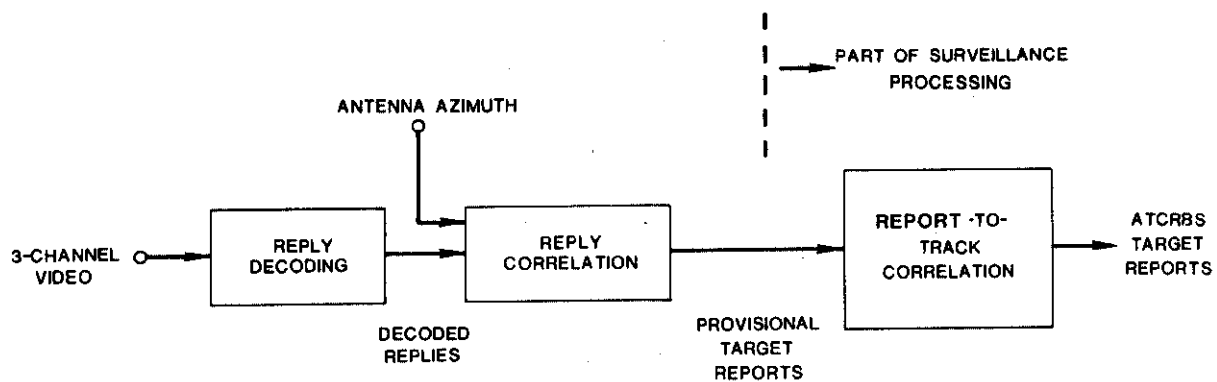 PART OF SURVEILLANCE
PROCESSING
ANTENNA AZIMUTH
3-CHANNEL
VIDEO
REPLY
DECODING
DECODED
REPLIES
REPLY
CORRELATION
PROVISIONAL
TARGET
REPORTS
REPORT -TO-
TRACK
CORRELATION
ATCRBS
TARGET
REPORTS